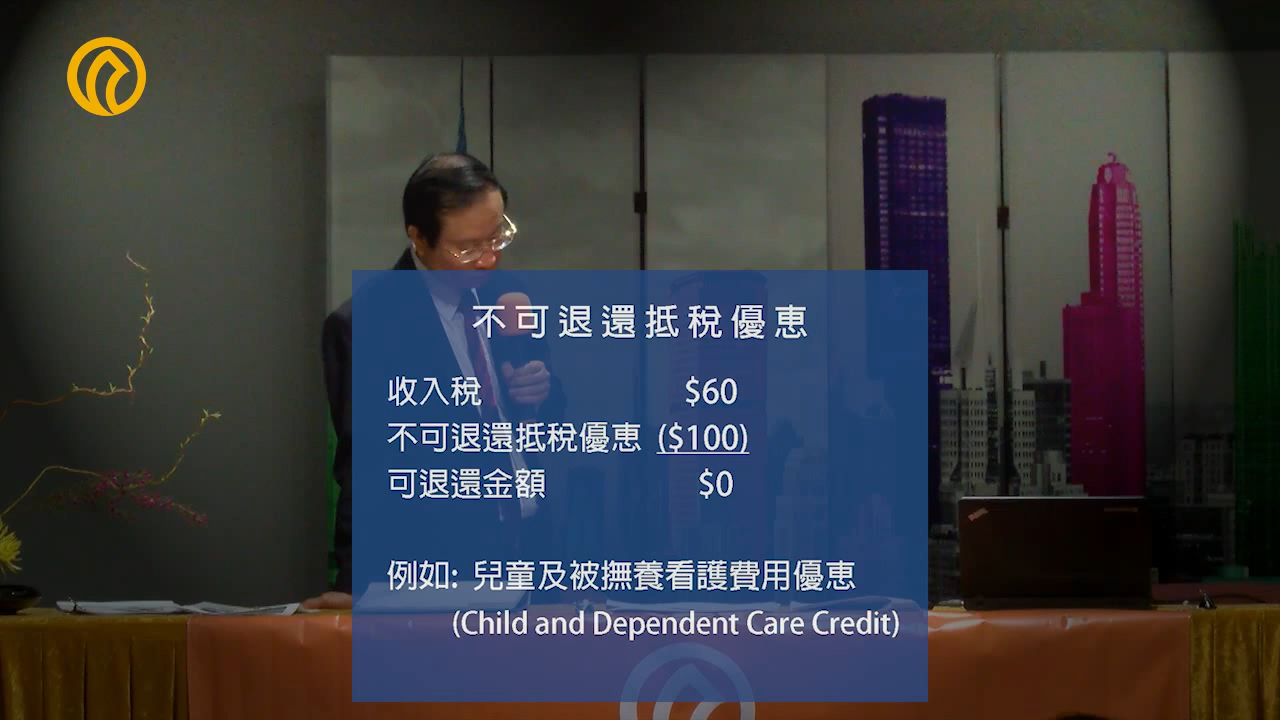 不可退還抵稅優惠
收入稅 $60
不可退還抵稅優惠 ($100)
可退還金額 $0
例如: 兒童及被撫養看護費用優惠
(Child and Dependent Care Credit)